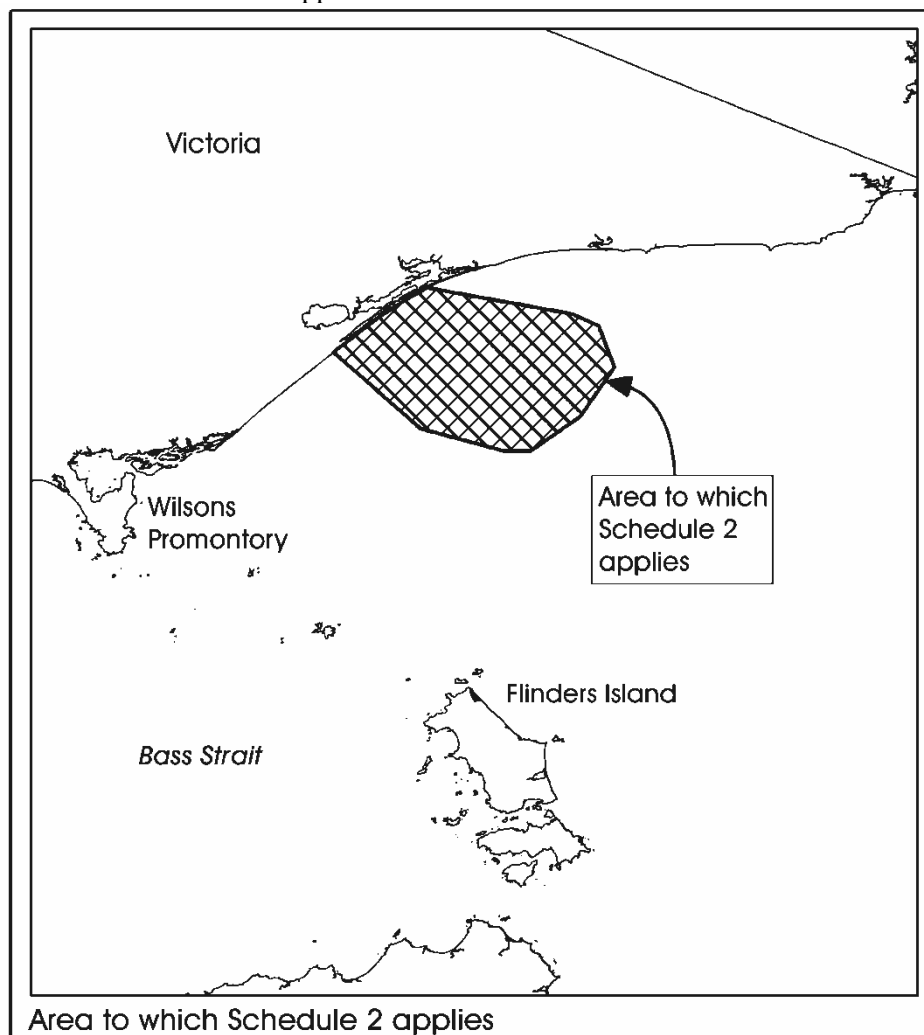 Victoria
Wilsons
Promontory
Area to which
Schedule 2
applies
Flinders Island
Bass Strait
Area to which Schedule 2 applies